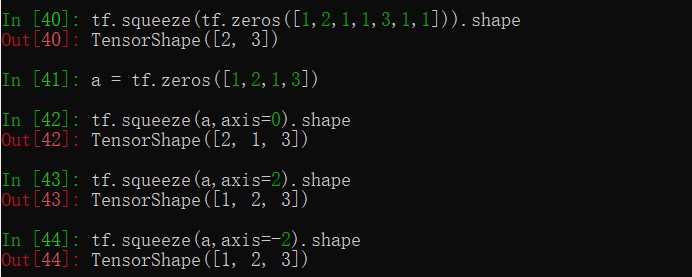 In [40]: tf.squeeze(tf.zeros([1,2,1,1,3,1,1])).shape
Out[40]: TensorShape([2, 3])
In [41]: a = tf.zeros([1,2,1,3])
In [42]: tf.squeeze(a,axis=0).shape
Out[42]: TensorShape([2, 1, 3])
In [43]: tf.squeeze(a,axis=2).shape
Out[43]: TensorShape([1, 2, 3])
In [44]: tf.squeeze(a,axis=-2).shape
Out[44]: TensorShape([1, 2, 3])